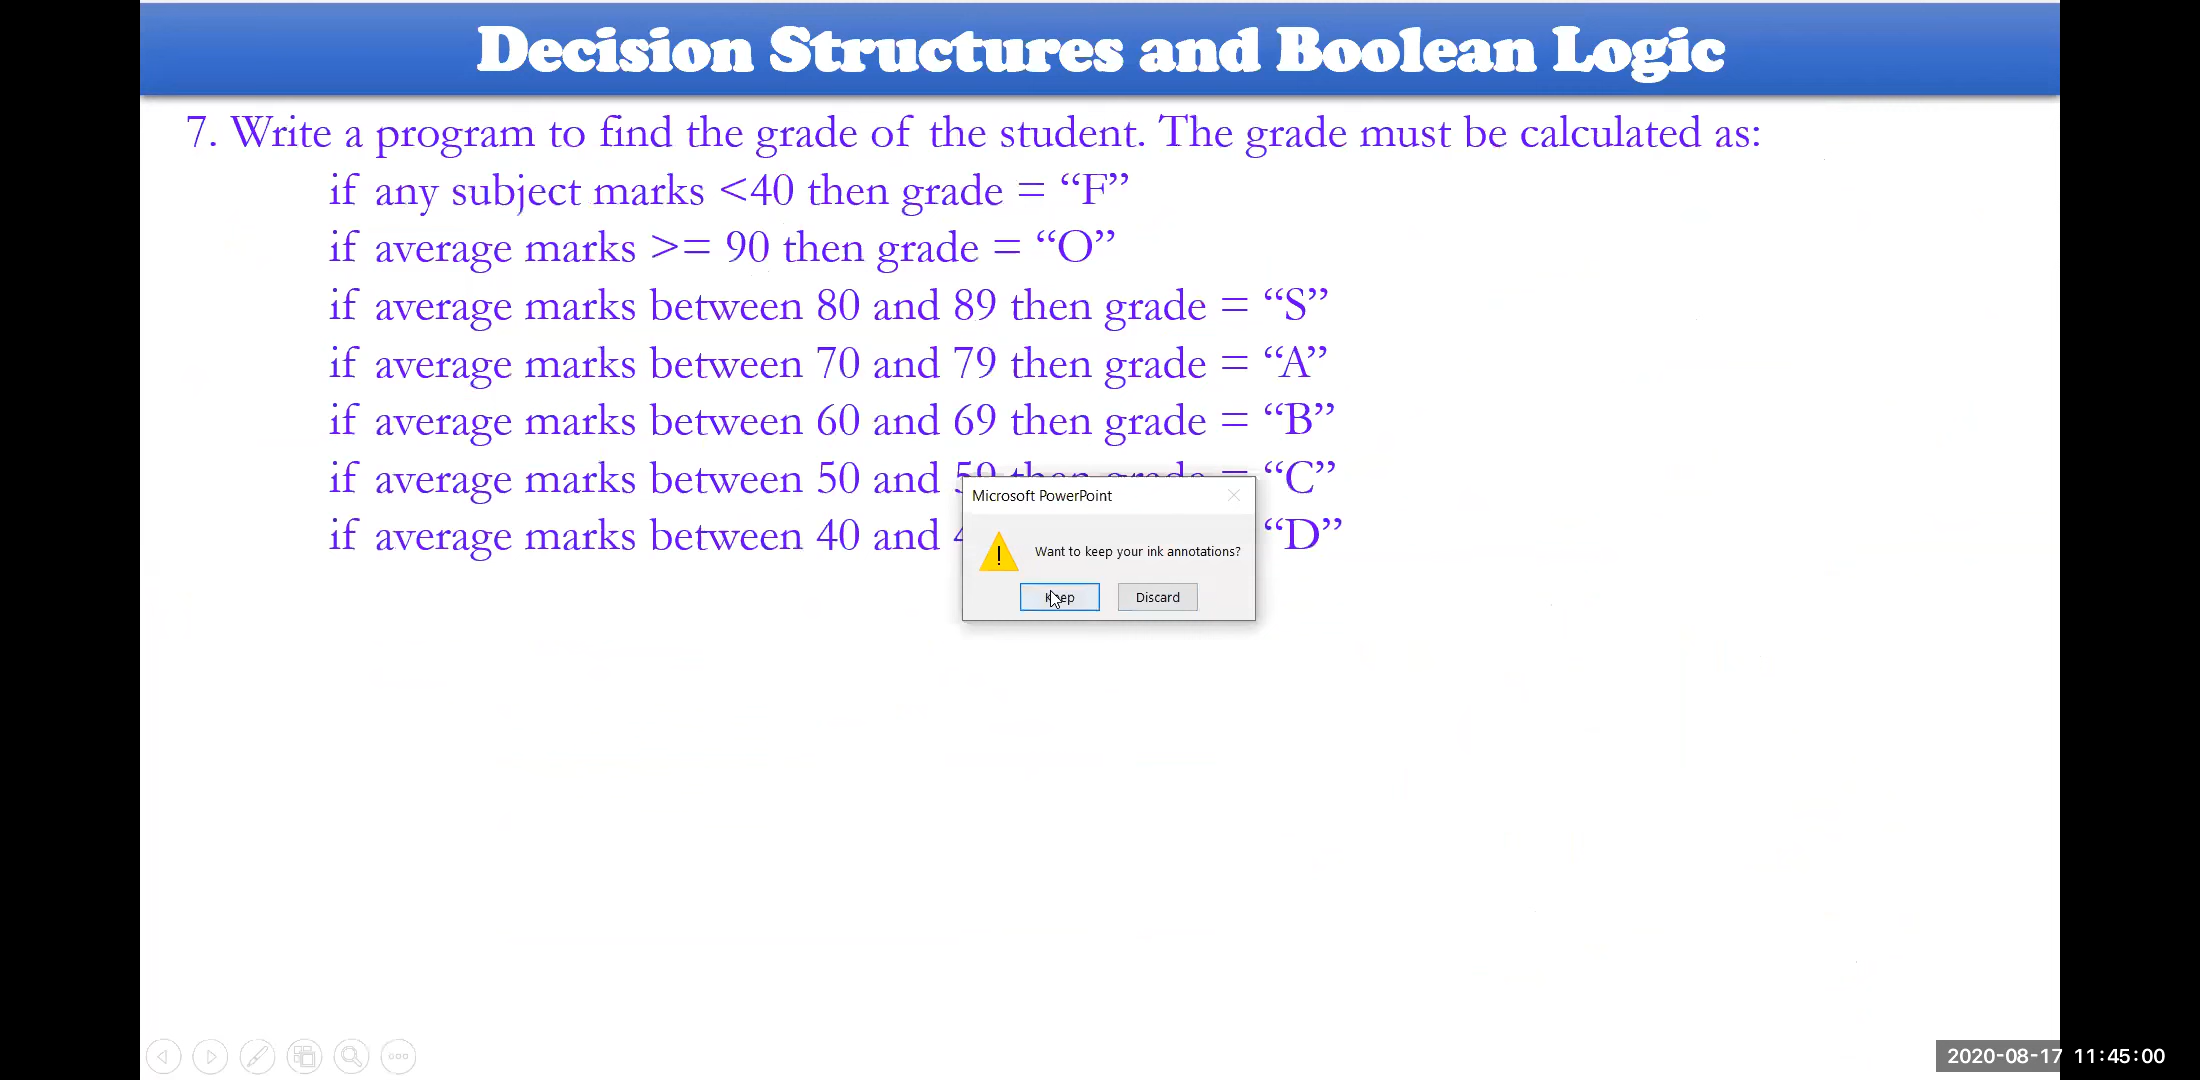 Decision Structures and Boolean Logic
7. Write a program to find the grade of the student. The grade must be calculated as:
if any subject marks <40 then grade = “F”
if average marks >= 90 then grade = “O”
if average marks between 80 and 89 then grade = “S”
if average marks between 70 and 79 then grade = “A”
if average marks between 60 and 69 then grade = “B”
if average marks between 50 and 59 then grade = “C”
if average marks between 40 and “D”
Microsoft PowerPoint
Want to keep your ink annotations?
Keep Discard
2020-08-17 11:45:00